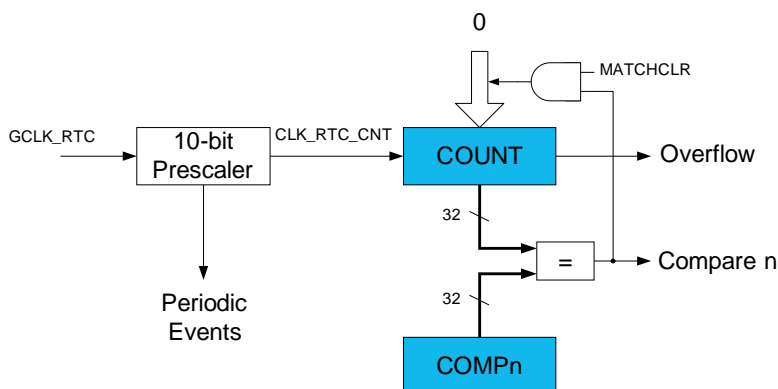 0
MATCHCLR
GCLK_RTC
10-bit
Prescaler
CLK_RTC_CNT
COUNT
Overflow
32
=
Compare n
Periodic
Events
32
COMPn